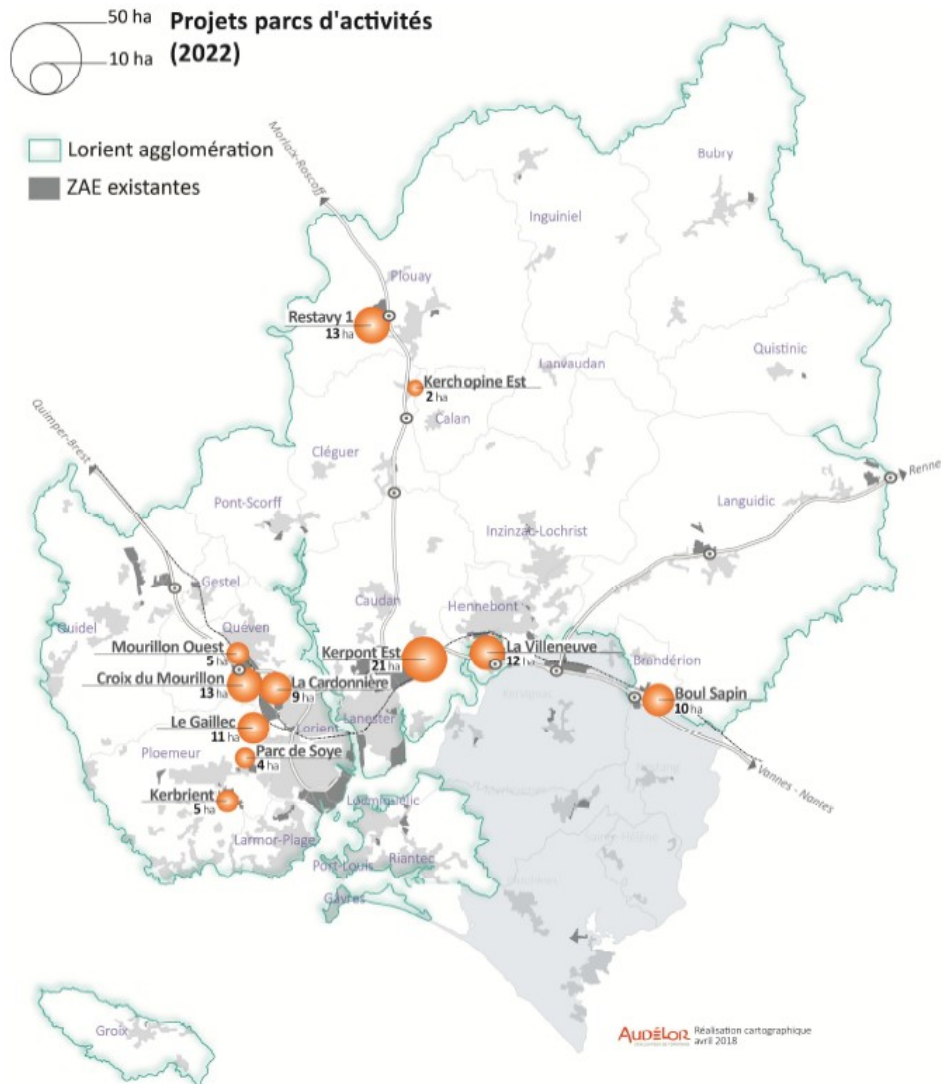 50 ha
10 ha
Projets parcs d'activités
(2022)
Lorient agglomération
ZAE existantes
Morlaix-Roscoff
Bubry
Inguiniel
Plouay
Restavy 1
13 ha
Quistinic
Lanvaudan
Kerchopine Est
2 ha
Calan
Quimper-Brest
Cléguer
Renne
Pont-Scorff
Languidic
Inzinzac-Lochrist
Gestel
Caudan
Hennebont
Guidel
Quéven
Mourillon Ouest
5 ha
Kerpont Est
21 ha
La Villeneuve
12 ha
Brandérion
Croix du Mourillon
13 ha
La Cardonnière
9 ha
Boul Sapin
10 ha
Le Gaillec
11 ha
Lorient
Lanester
Ploemeur
Parc de Soye
4 ha
Vannes - Nantes
Kerbrient
5 ha
Locmiquélic
Larmor-Plage
Port-Louis
Riantec
Gâvres
Groix
AUDÉLOR
Réalisation cartographique
avril 2018